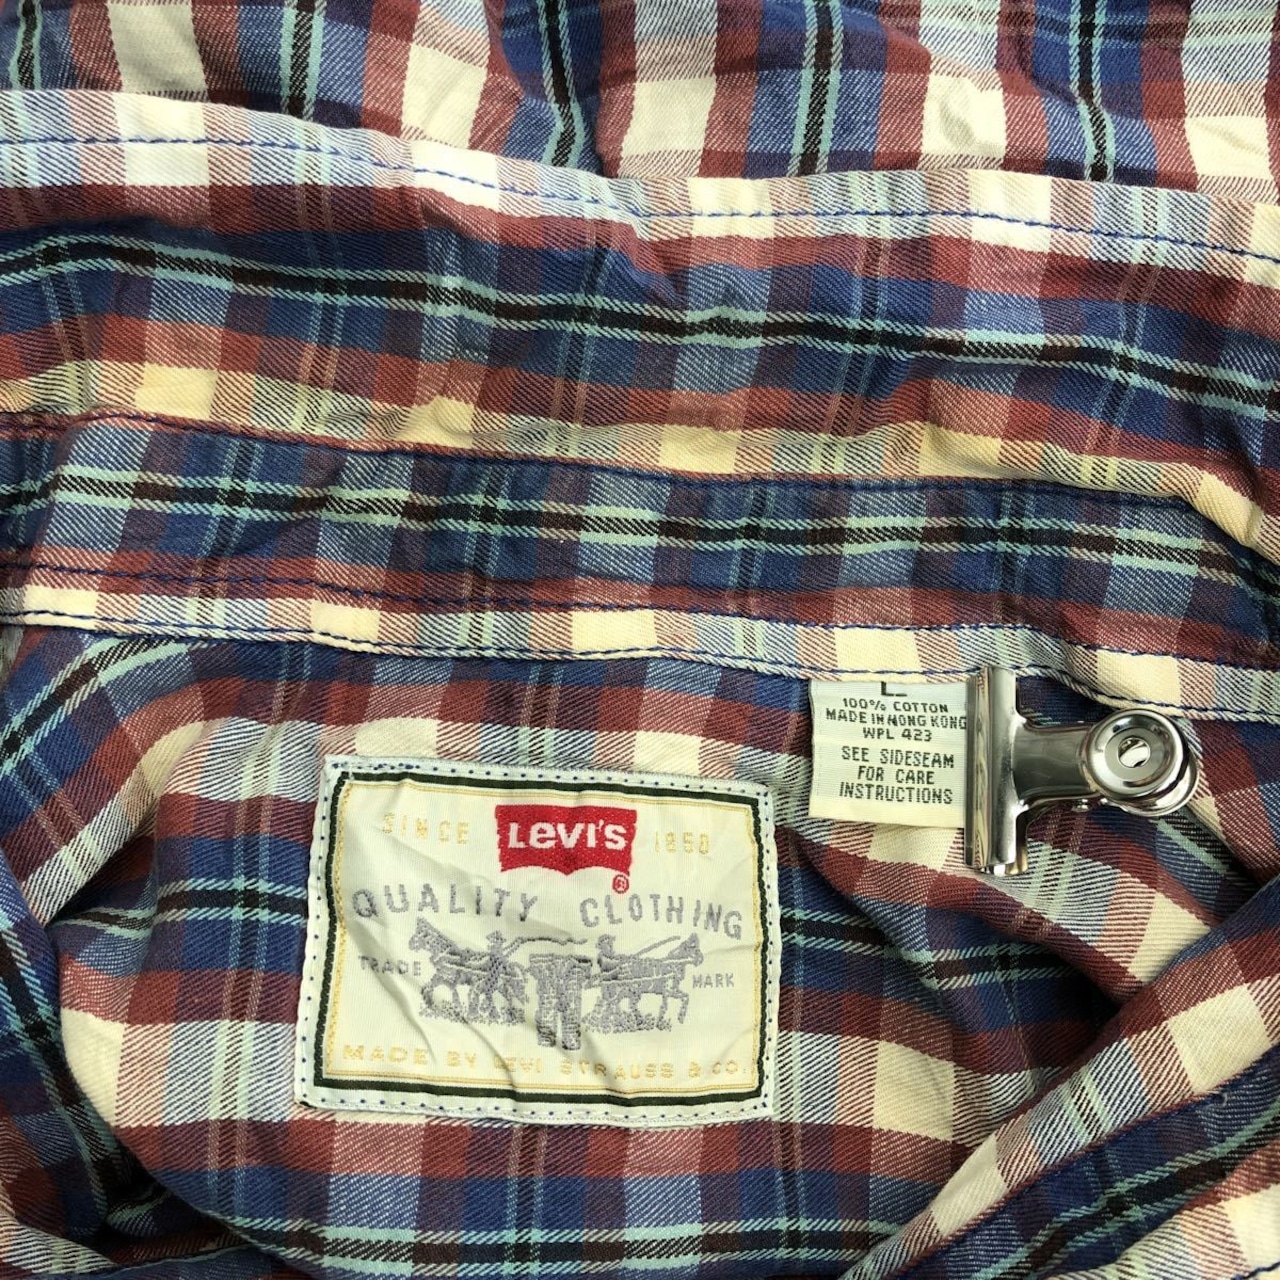 L
100% COTTON
MADE IN HONG KONG
WPL 423
SEE SIDESEAM
FOR CARE
INSTRUCTIONS
SINCE LEVI'S 1850
®
QUALITY CLOTHING
TRADE MARK
MADE BY LEVI STRAUSS & CO.